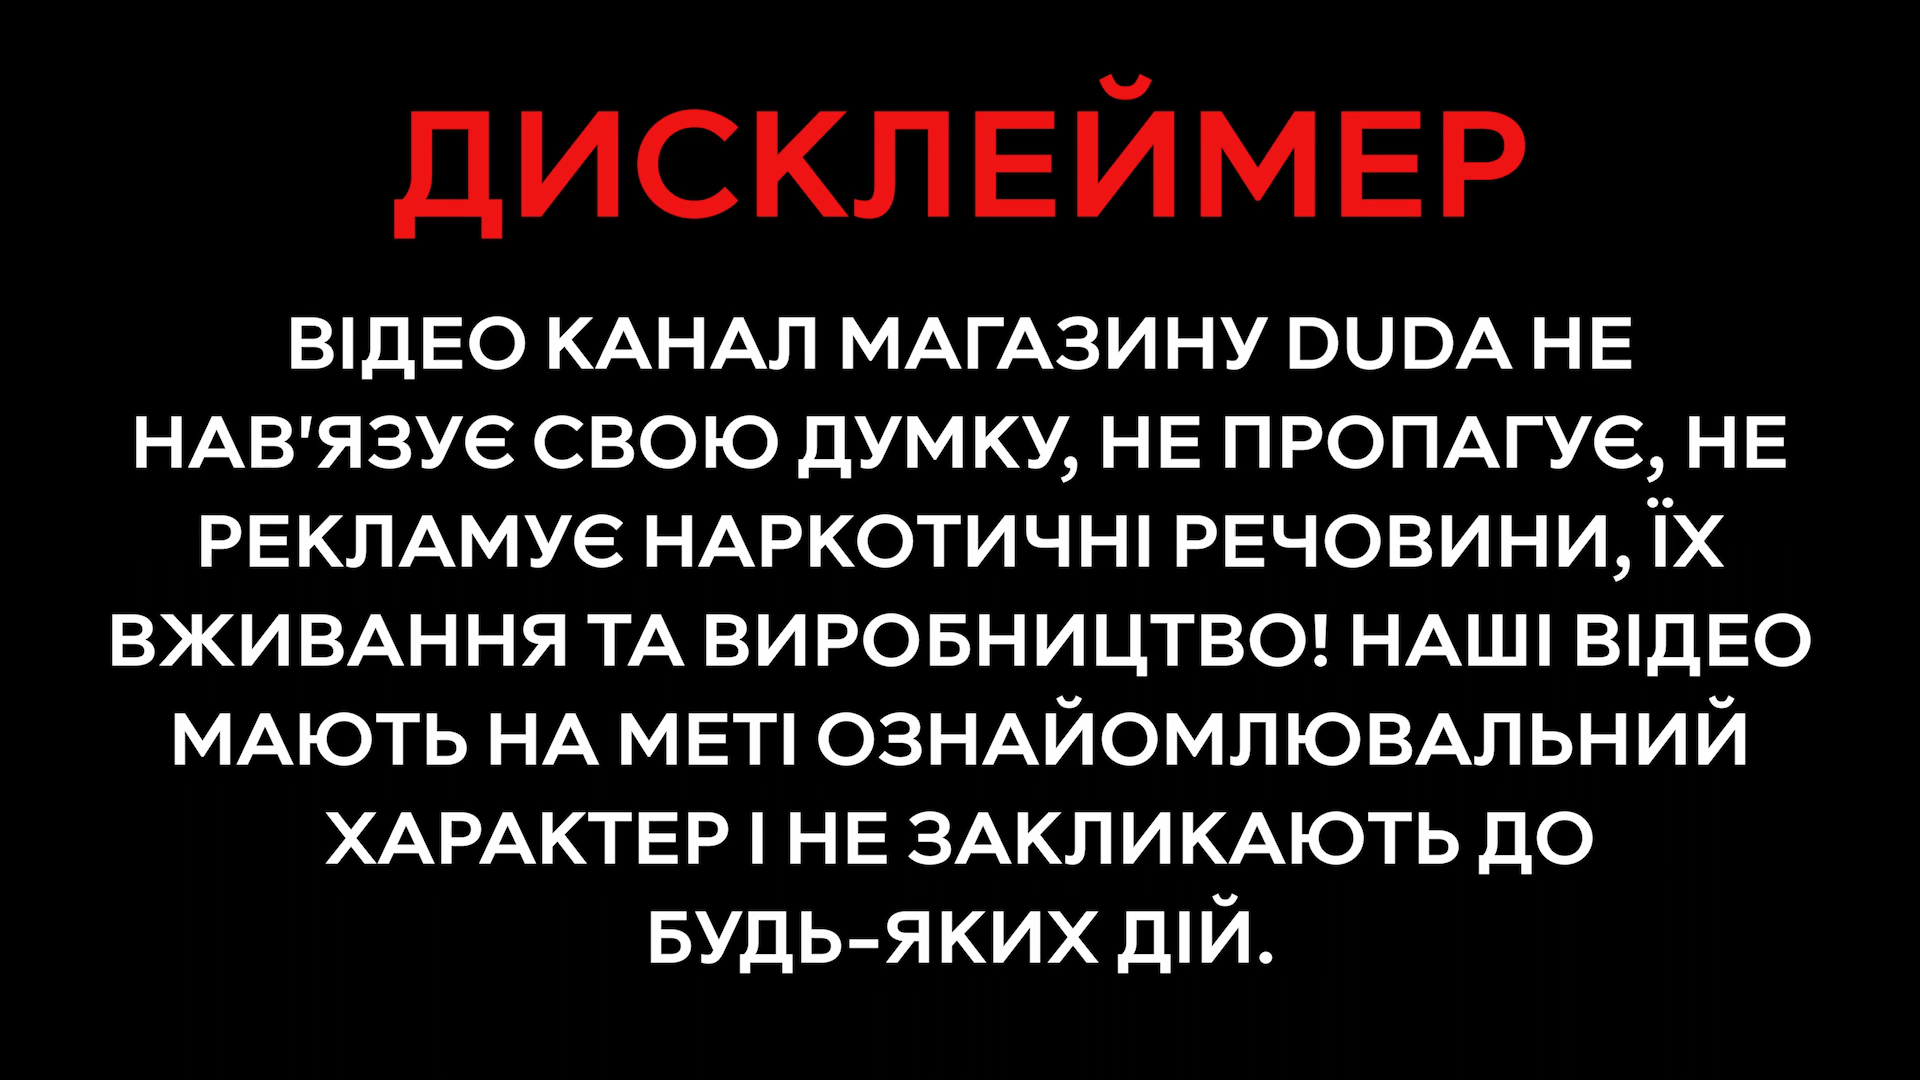 ДИСКЛЕЙМЕР
ВІДЕО КАНАЛ МАГАЗИНУ DUDA НЕ
НАВ'ЯЗУЄ СВОЮ ДУМКУ, НЕ ПРОПАГУЄ, НЕ
РЕКЛАМУЄ НАРКОТИЧНІ РЕЧОВИНИ, ЇХ
ВЖИВАННЯ ТА ВИРОБНИЦТВО! НАШІ ВІДЕО
МАЮТЬ НА МЕТІ ОЗНАЙОМЛЮВАЛЬНИЙ
ХАРАКТЕР І НЕ ЗАКЛИКАЮТЬ ДО
БУДЬ-ЯКИХ ДІЙ.